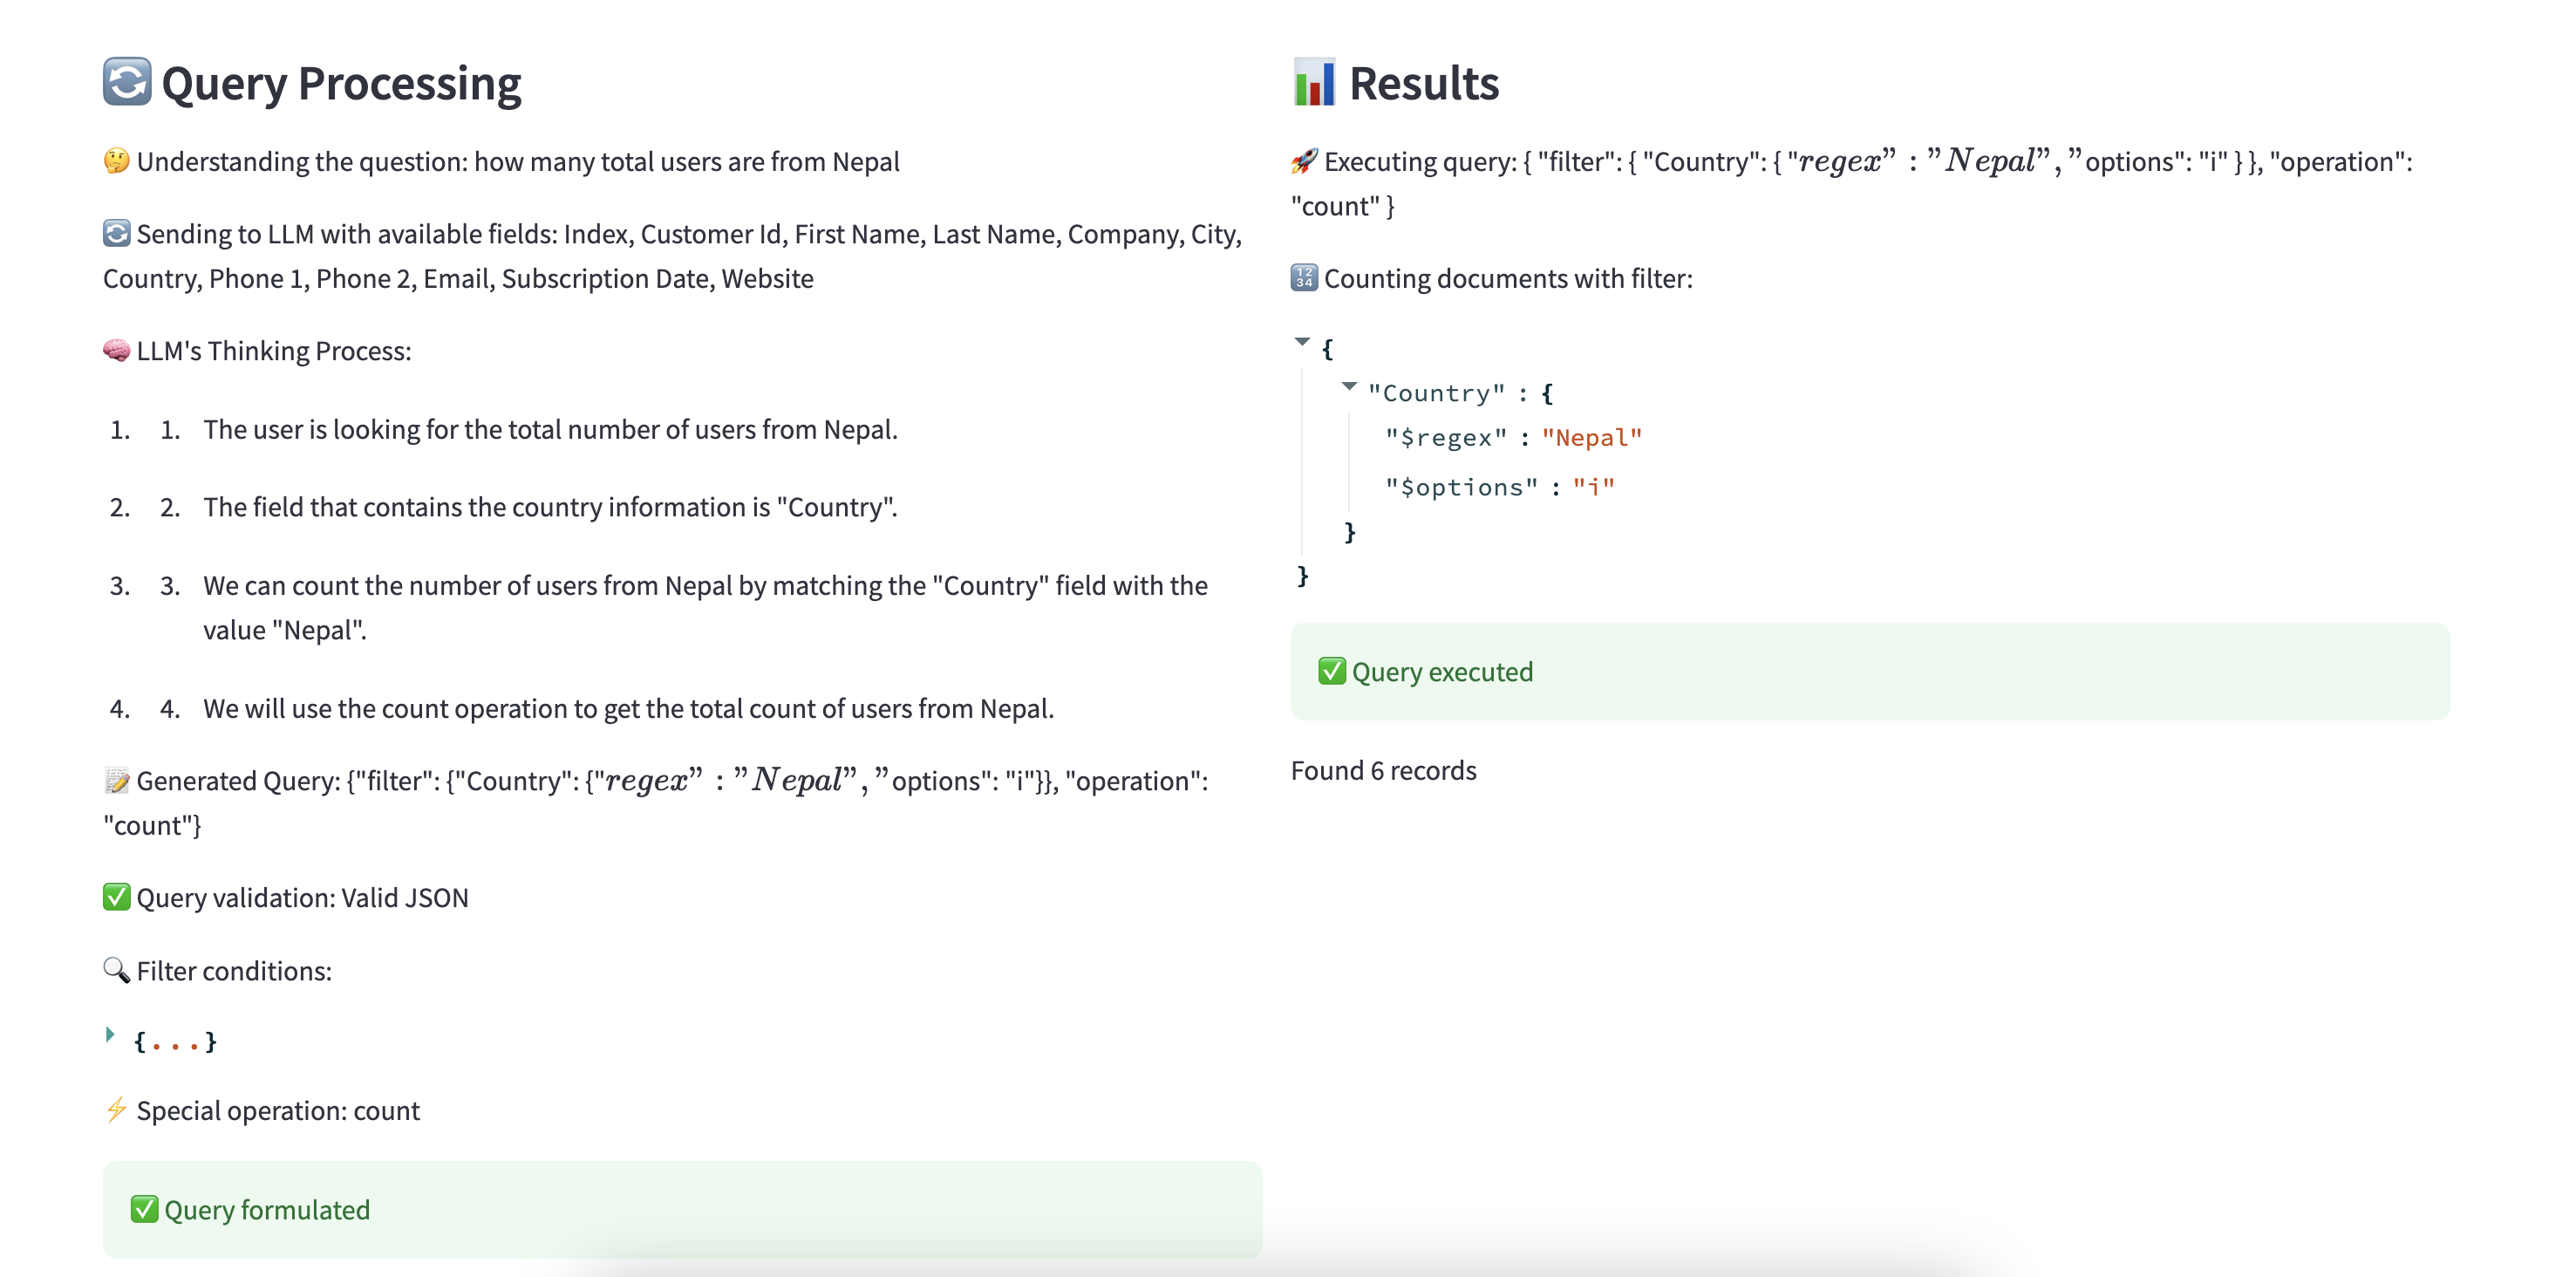 Query Processing
🤔 Understanding the question: how many total users are from Nepal
🔄 Sending to LLM with available fields: Index, Customer Id, First Name, Last Name, Company, City,
Country, Phone 1, Phone 2, Email, Subscription Date, Website
🧠 LLM's Thinking Process:
1. 1. The user is looking for the total number of users from Nepal.
2. 2. The field that contains the country information is "Country".
3. 3. We can count the number of users from Nepal by matching the "Country" field with the
value "Nepal".
4. 4. We will use the count operation to get the total count of users from Nepal.
📝 Generated Query: {"filter": {"Country": {"regex” : ”Nepal”, ”options": "i"}}, "operation":
"count"}
✅ Query validation: Valid JSON
🔍 Filter conditions:
{...}
⚡ Special operation: count
✅ Query formulated
📊 Results
🚀 Executing query: { "filter": { "Country": { "regex” : ”Nepal”, ”options": "i" } }, "operation":
"count" }
🔢 Counting documents with filter:
{
"Country" : {
"$regex" : "Nepal"
"$options" : "i"
}
}
✅ Query executed
Found 6 records